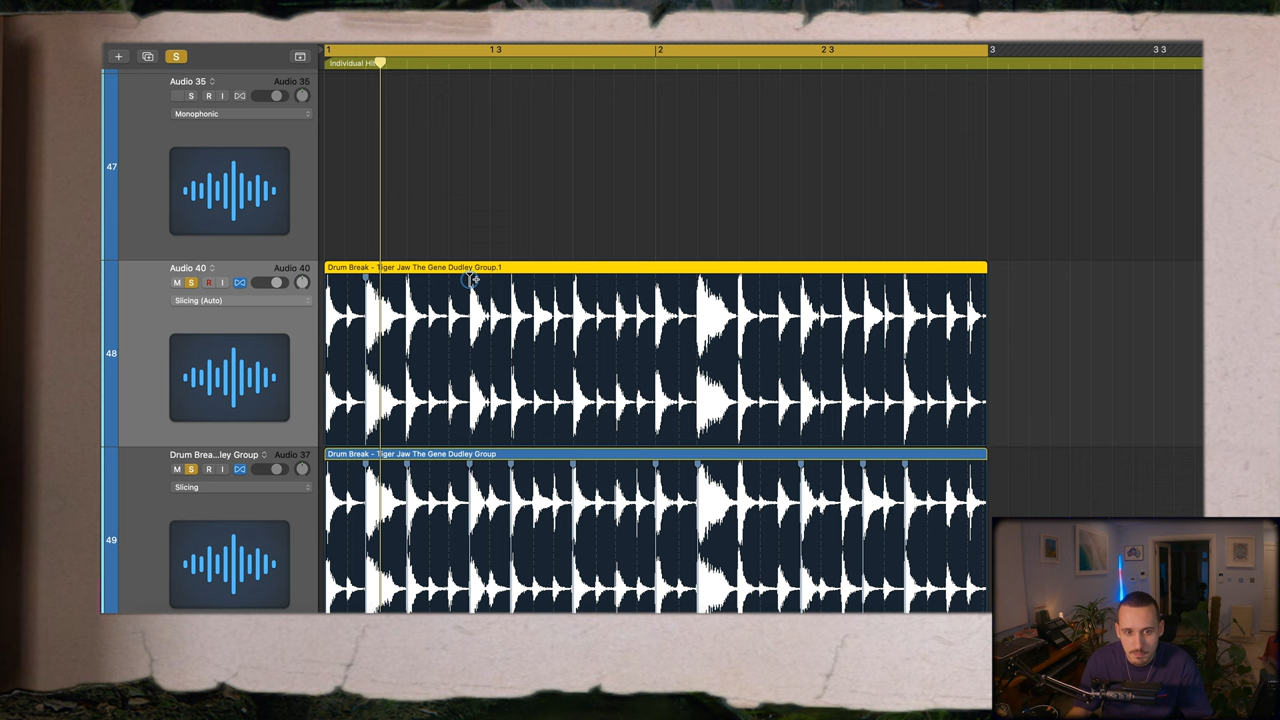 S
1
1 3
2
2 3
3
3 3
Individual Hi
Audio 35
Audio 35
S R I
Monophonic
47
Audio 40
Audio 40
M S R I
Slicing (Auto)
48
Drum Break - Tiger Jaw The Gene Dudley Group.1
Drum Brea...ley Group
Audio 37
M S R I
Slicing
49
Drum Break - Tiger Jaw The Gene Dudley Group